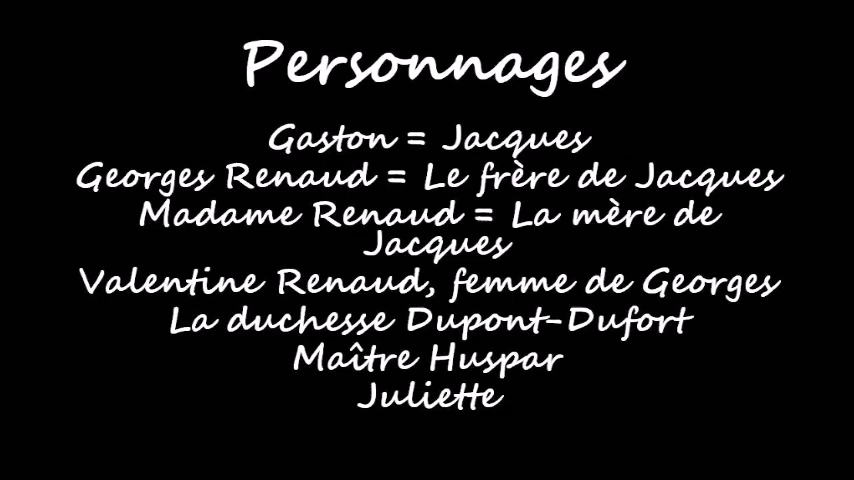 Personnages
Gaston = Jacques
Georges Renaud = Le frère de Jacques
Madame Renaud = La mère de
Jacques
Valentine Renaud, femme de Georges
La duchesse Dupont-Dufort
Maître Huspar
Juliette